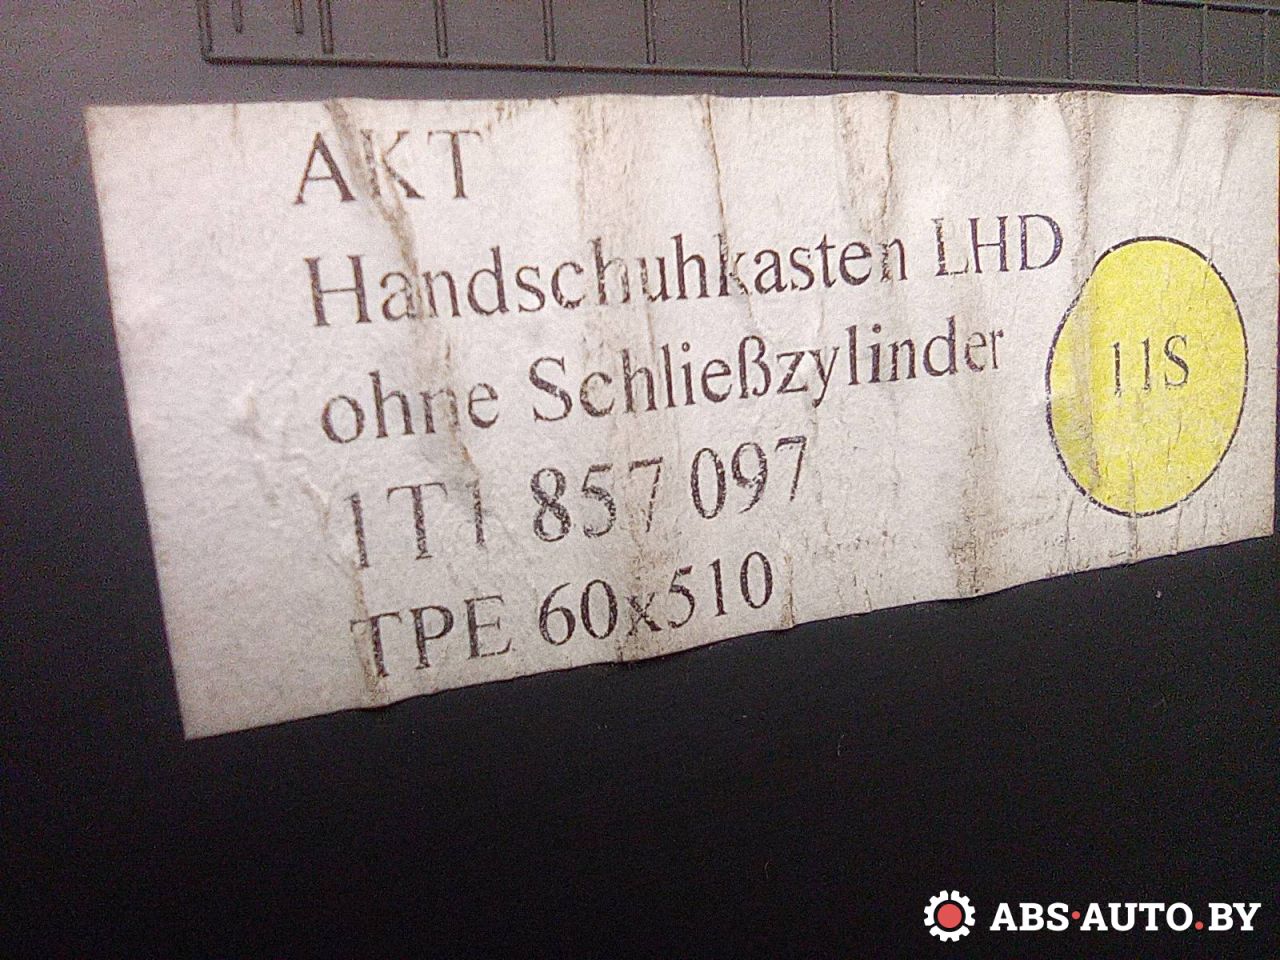 AKT
Handschuhkasten LHD
ohne Schließzylinder
11S
1T1 857 097
TPE 60x510
ABS·AUTO.BY